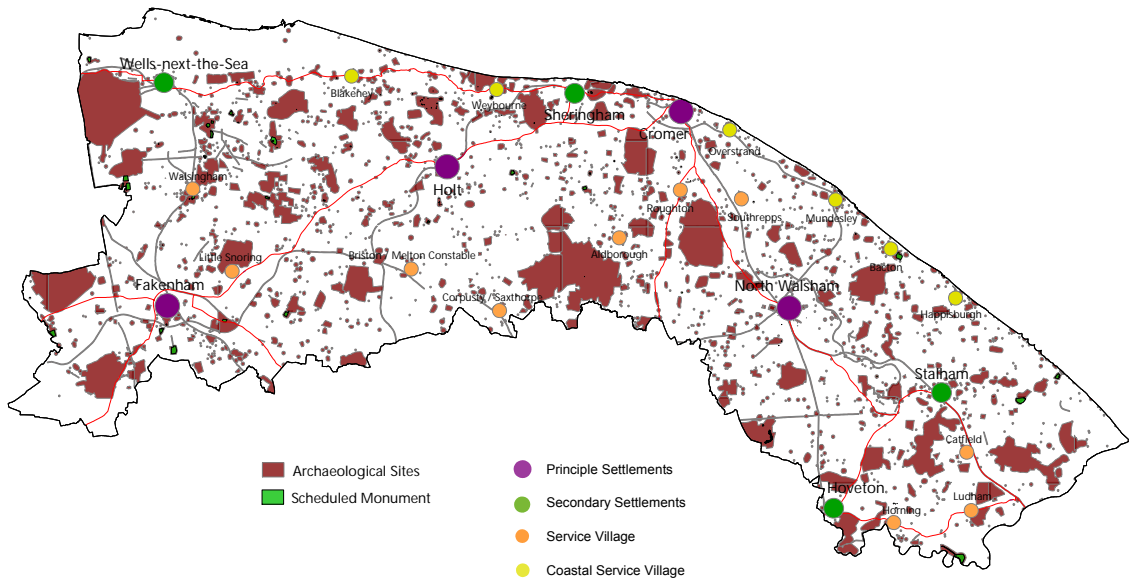 Wells-next-the-Sea
Blakeney
Weybourne
Sheringham
Cromer
Overstrand
Holt
Walsingham
Roughton
Southrepps
Mundesley
Little Snoring
Briston / Melton Constable
Aldborough
Bacton
Fakenham
Corpusty / Saxthorpe
North Walsham
Happisburgh
Stalham
Catfield
Hoveton
Horning
Ludham
Archaeological Sites
Scheduled Monument
Principle Settlements
Secondary Settlements
Service Village
Coastal Service Village